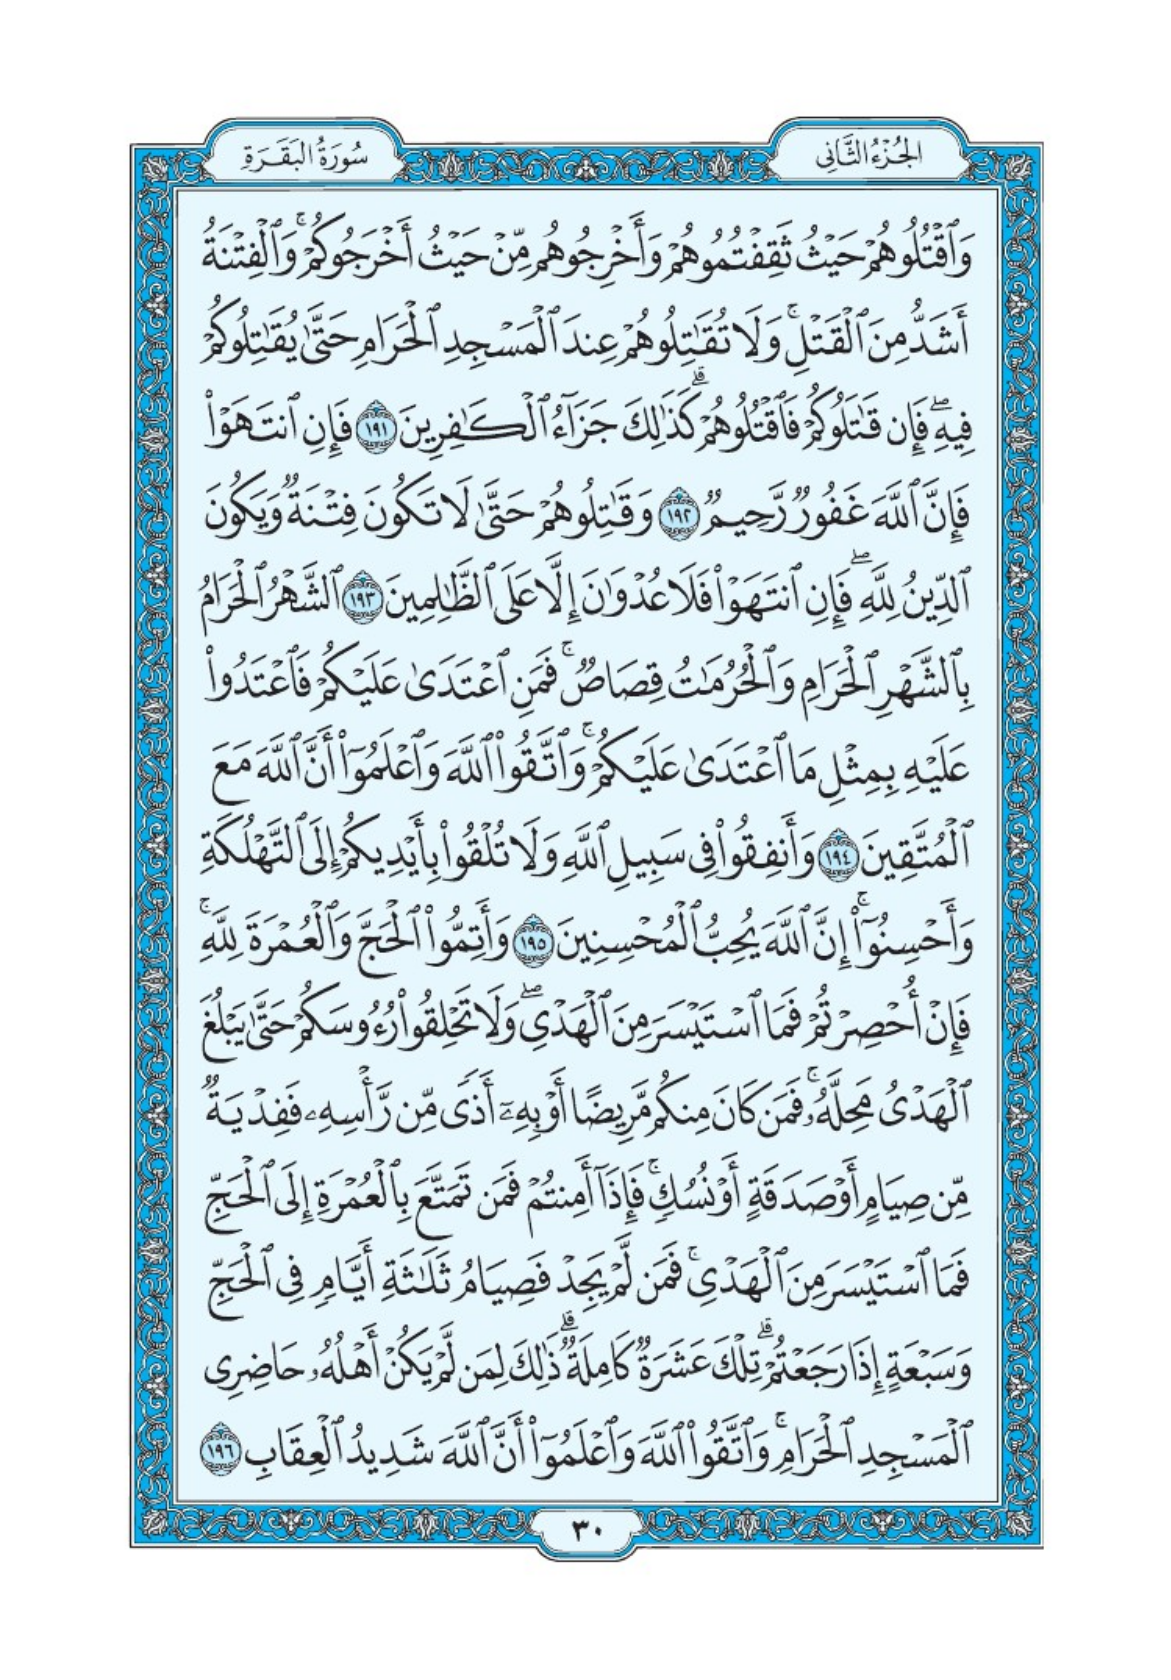 الجُزْءُ الثَّانِي
سُورَةُ البَقَرَةِ
وَٱقْتُلُوهُمْ حَيْثُ ثَقِفْتُمُوهُمْ وَأَخْرِجُوهُم مِّنْ حَيْثُ أَخْرَجُوكُمْ ۚ وَٱلْفِتْنَةُ
أَشَدُّ مِنَ ٱلْقَتْلِ ۚ وَلَا تُقَٰتِلُوهُمْ عِندَ ٱلْمَسْجِدِ ٱلْحَرَامِ حَتَّىٰ يُقَٰتِلُوكُمْ
فِيهِ ۖ فَإِن قَٰتَلُوكُمْ فَٱقْتُلُوهُمْ ۗ كَذَٰلِكَ جَزَآءُ ٱلْكَٰفِرِينَ ١٩١ فَإِنِ ٱنتَهَوْا۟
فَإِنَّ ٱللَّهَ غَفُورٌ رَّحِيمٌ ١٩٢ وَقَٰتِلُوهُمْ حَتَّىٰ لَا تَكُونَ فِتْنَةٌ وَيَكُونَ
ٱلدِّينُ لِلَّهِ ۖ فَإِنِ ٱنتَهَوْا۟ فَلَا عُدْوَٰنَ إِلَّا عَلَى ٱلظَّٰلِمِينَ ١٩٣ ٱلشَّهْرُ ٱلْحَرَامُ
بِٱلشَّهْرِ ٱلْحَرَامِ وَٱلْحُرُمَٰتُ قِصَاصٌ ۚ فَمَنِ ٱعْتَدَىٰ عَلَيْكُمْ فَٱعْتَدُوا۟
عَلَيْهِ بِمِثْلِ مَا ٱعْتَدَىٰ عَلَيْكُمْ ۚ وَٱتَّقُوا۟ ٱللَّهَ وَٱعْلَمُوٓا۟ أَنَّ ٱللَّهَ مَعَ
ٱلْمُتَّقِينَ ١٩٤ وَأَنفِقُوا۟ فِى سَبِيلِ ٱللَّهِ وَلَا تُلْقُوا۟ بِأَيْدِيكُمْ إِلَى ٱلتَّهْلُكَةِ
وَأَحْسِنُوٓا۟ ۛ إِنَّ ٱللَّهَ يُحِبُّ ٱلْمُحْسِنِينَ ١٩٥ وَأَتِمُّوا۟ ٱلْحَجَّ وَٱلْعُمْرَةَ لِلَّهِ ۚ
فَإِنْ أُحْصِرْتُمْ فَمَا ٱسْتَيْسَرَ مِنَ ٱلْهَدْىِ ۖ وَلَا تَحْلِقُوا۟ رُءُوسَكُمْ حَتَّىٰ يَبْلُغَ
ٱلْهَدْىُ مَحِلَّهُۥ ۚ فَمَن كَانَ مِنكُم مَّرِيضًا أَوْ بِهِۦٓ أَذًى مِّن رَّأْسِهِۦ فَفِدْيَةٌ
مِّن صِيَامٍ أَوْ صَدَقَةٍ أَوْ نُسُكٍ ۚ فَإِذَآ أَمِنتُمْ فَمَن تَمَتَّعَ بِٱلْعُمْرَةِ إِلَى ٱلْحَجِّ
فَمَا ٱسْتَيْسَرَ مِنَ ٱلْهَدْىِ ۚ فَمَن لَّمْ يَجِدْ فَصِيَامُ ثَلَٰثَةِ أَيَّامٍ فِى ٱلْحَجِّ
وَسَبْعَةٍ إِذَا رَجَعْتُمْ ۗ تِلْكَ عَشَرَةٌ كَامِلَةٌ ۗ ذَٰلِكَ لِمَن لَّمْ يَكُنْ أَهْلُهُۥ حَاضِرِى
ٱلْمَسْجِدِ ٱلْحَرَامِ ۚ وَٱتَّقُوا۟ ٱللَّهَ وَٱعْلَمُوٓا۟ أَنَّ ٱللَّهَ شَدِيدُ ٱلْعِقَابِ ١٩٦
٣٠